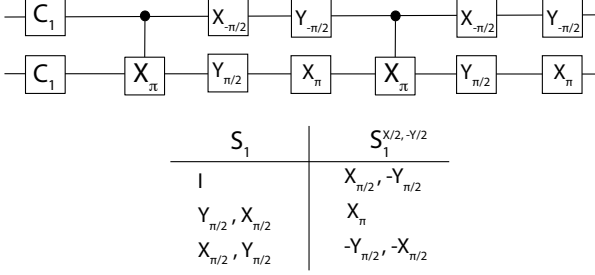 C₁ X₋π/2 Y₋π/2 X₋π/2 Y₋π/2
C₁ Xπ Yπ/2 Xπ Xπ Yπ/2 Xπ
S₁ S₁^X/2, -Y/2
I Xπ/2, -Yπ/2
Yπ/2, Xπ/2 Xπ
Xπ/2, Yπ/2 -Yπ/2, -Xπ/2